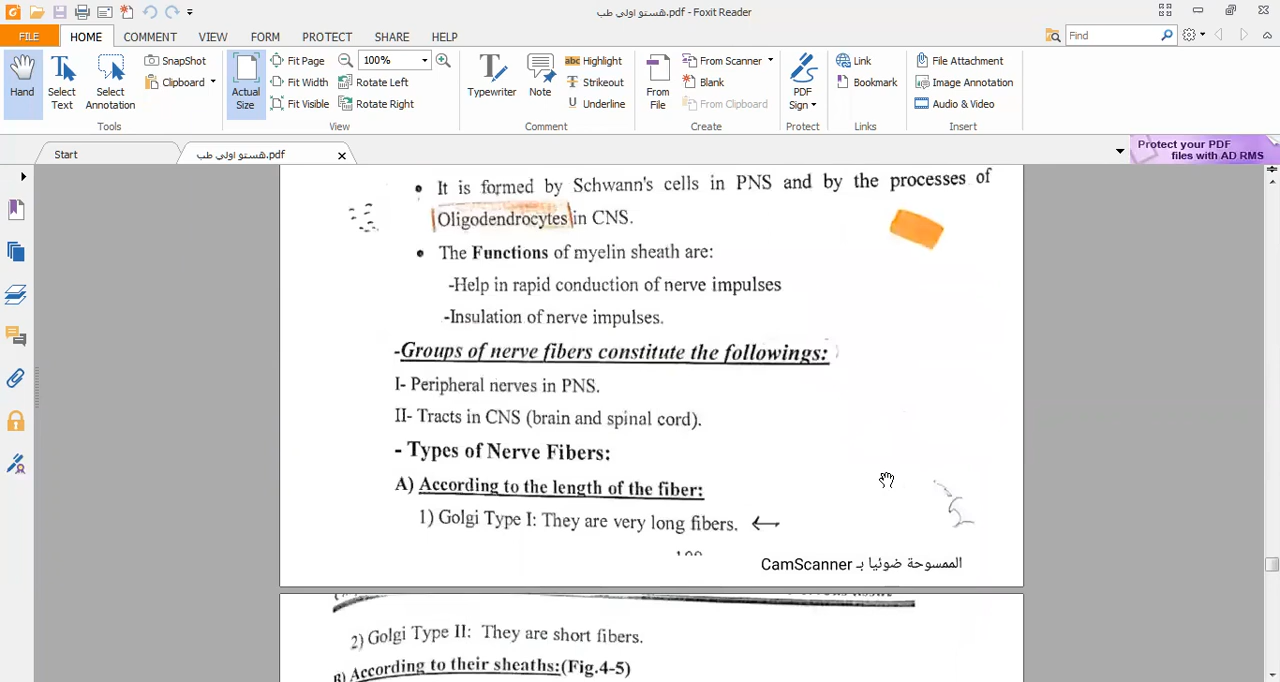 هستو اولي طب.pdf - Foxit Reader
FILE HOME COMMENT VIEW FORM PROTECT SHARE HELP
Find
Hand
Select Text
Select Annotation
SnapShot
Clipboard
Tools
Actual Size
Fit Page
Fit Width
Fit Visible
100%
Rotate Left
Rotate Right
View
Typewriter
Note
Highlight
Strikeout
Underline
Comment
From File
From Scanner
Blank
From Clipboard
Create
PDF Sign
Protect
Link
Bookmark
Links
File Attachment
Image Annotation
Audio & Video
Insert
Start
هستو اولي طب.pdf
Protect your PDF
files with AD RMS
• It is formed by Schwann's cells in PNS and by the processes of
Oligodendrocytes in CNS.
• The Functions of myelin sheath are:
-Help in rapid conduction of nerve impulses
-Insulation of nerve impulses.
-Groups of nerve fibers constitute the followings:
I- Peripheral nerves in PNS.
II- Tracts in CNS (brain and spinal cord).
- Types of Nerve Fibers:
A) According to the length of the fiber:
1) Golgi Type I: They are very long fibers.
الممسوحة ضوئيا بـ CamScanner
2) Golgi Type II: They are short fibers.
B) According to their sheaths:(Fig.4-5)